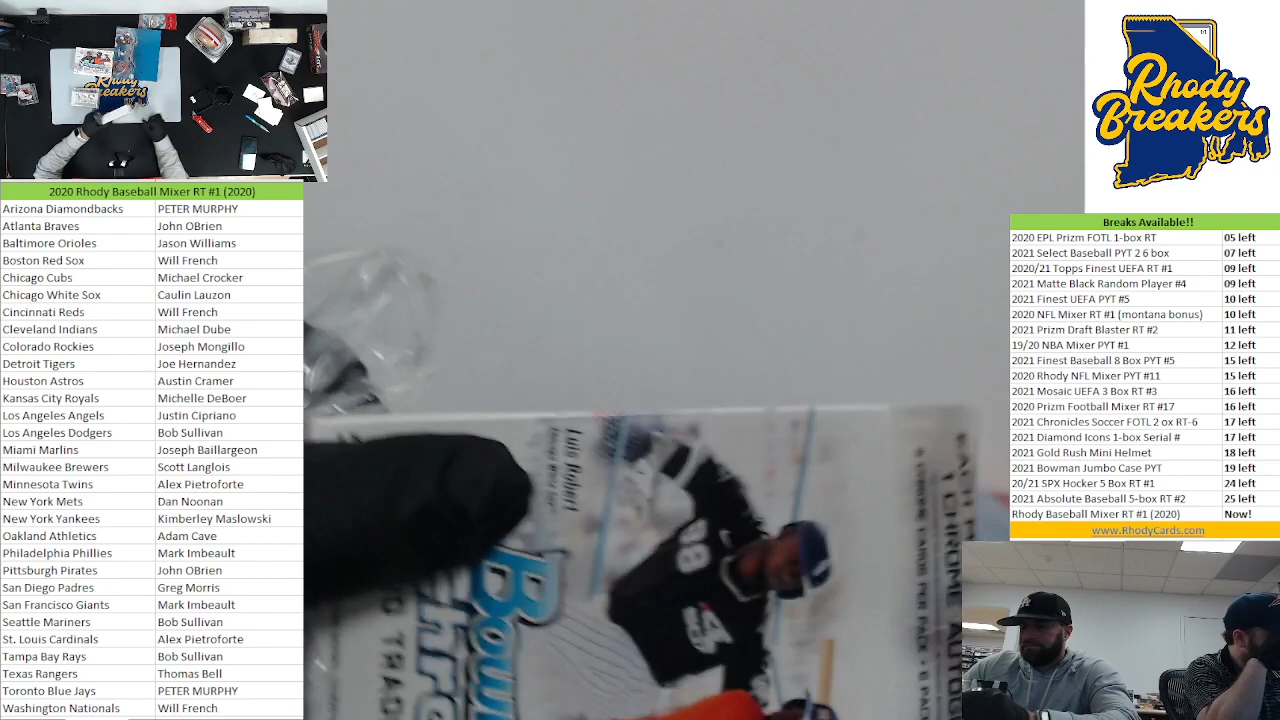 2020 Rhody Baseball Mixer RT #1 (2020)
Arizona Diamondbacks PETER MURPHY
Atlanta Braves John OBrien
Baltimore Orioles Jason Williams
Boston Red Sox Will French
Chicago Cubs Michael Crocker
Chicago White Sox Caulin Lauzon
Cincinnati Reds Will French
Cleveland Indians Michael Dube
Colorado Rockies Joseph Mongillo
Detroit Tigers Joe Hernandez
Houston Astros Austin Cramer
Kansas City Royals Michelle DeBoer
Los Angeles Angels Justin Cipriano
Los Angeles Dodgers Bob Sullivan
Miami Marlins Joseph Baillargeon
Milwaukee Brewers Scott Langlois
Minnesota Twins Alex Pietroforte
New York Mets Dan Noonan
New York Yankees Kimberley Maslowski
Oakland Athletics Adam Cave
Philadelphia Phillies Mark Imbeault
Pittsburgh Pirates John OBrien
San Diego Padres Greg Morris
San Francisco Giants Mark Imbeault
Seattle Mariners Bob Sullivan
St. Louis Cardinals Alex Pietroforte
Tampa Bay Rays Bob Sullivan
Texas Rangers Thomas Bell
Toronto Blue Jays PETER MURPHY
Washington Nationals Will French
Luis Robert
Chicago White Sox
88
Rhody
Breakers
Breaks Available!!
2020 EPL Prizm FOTL 1-box RT 05 left
2021 Select Baseball PYT 2 6 box 07 left
2020/21 Topps Finest UEFA RT #1 09 left
2021 Matte Black Random Player #4 09 left
2021 Finest UEFA PYT #5 10 left
2020 NFL Mixer RT #1 (montana bonus) 10 left
2021 Prizm Draft Blaster RT #2 11 left
19/20 NBA Mixer PYT #1 12 left
2021 Finest Baseball 8 Box PYT #5 15 left
2020 Rhody NFL Mixer PYT #11 15 left
2021 Mosaic UEFA 3 Box RT #3 16 left
2020 Prizm Football Mixer RT #17 16 left
2021 Chronicles Soccer FOTL 2 ox RT-6 17 left
2021 Diamond Icons 1-box Serial # 17 left
2021 Gold Rush Mini Helmet 18 left
2021 Bowman Jumbo Case PYT 19 left
20/21 SPX Hocker 5 Box RT #1 24 left
2021 Absolute Baseball 5-box RT #2 25 left
Rhody Baseball Mixer RT #1 (2020) Now!
www.RhodyCards.com